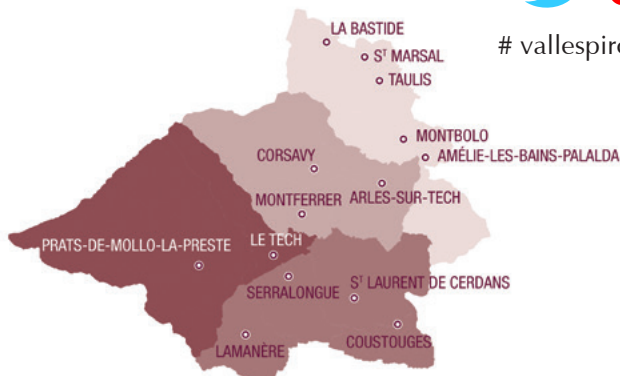 LA BASTIDE
# vallespir
Sᵀ MARSAL
TAULIS
MONTBOLO
AMÉLIE-LES-BAINS-PALALDA
CORSAVY
ARLES-SUR-TECH
MONTFERRER
LE TECH
PRATS-DE-MOLLO-LA-PRESTE
Sᵀ LAURENT DE CERDANS
SERRALONGUE
COUSTOUGES
LAMANÈRE